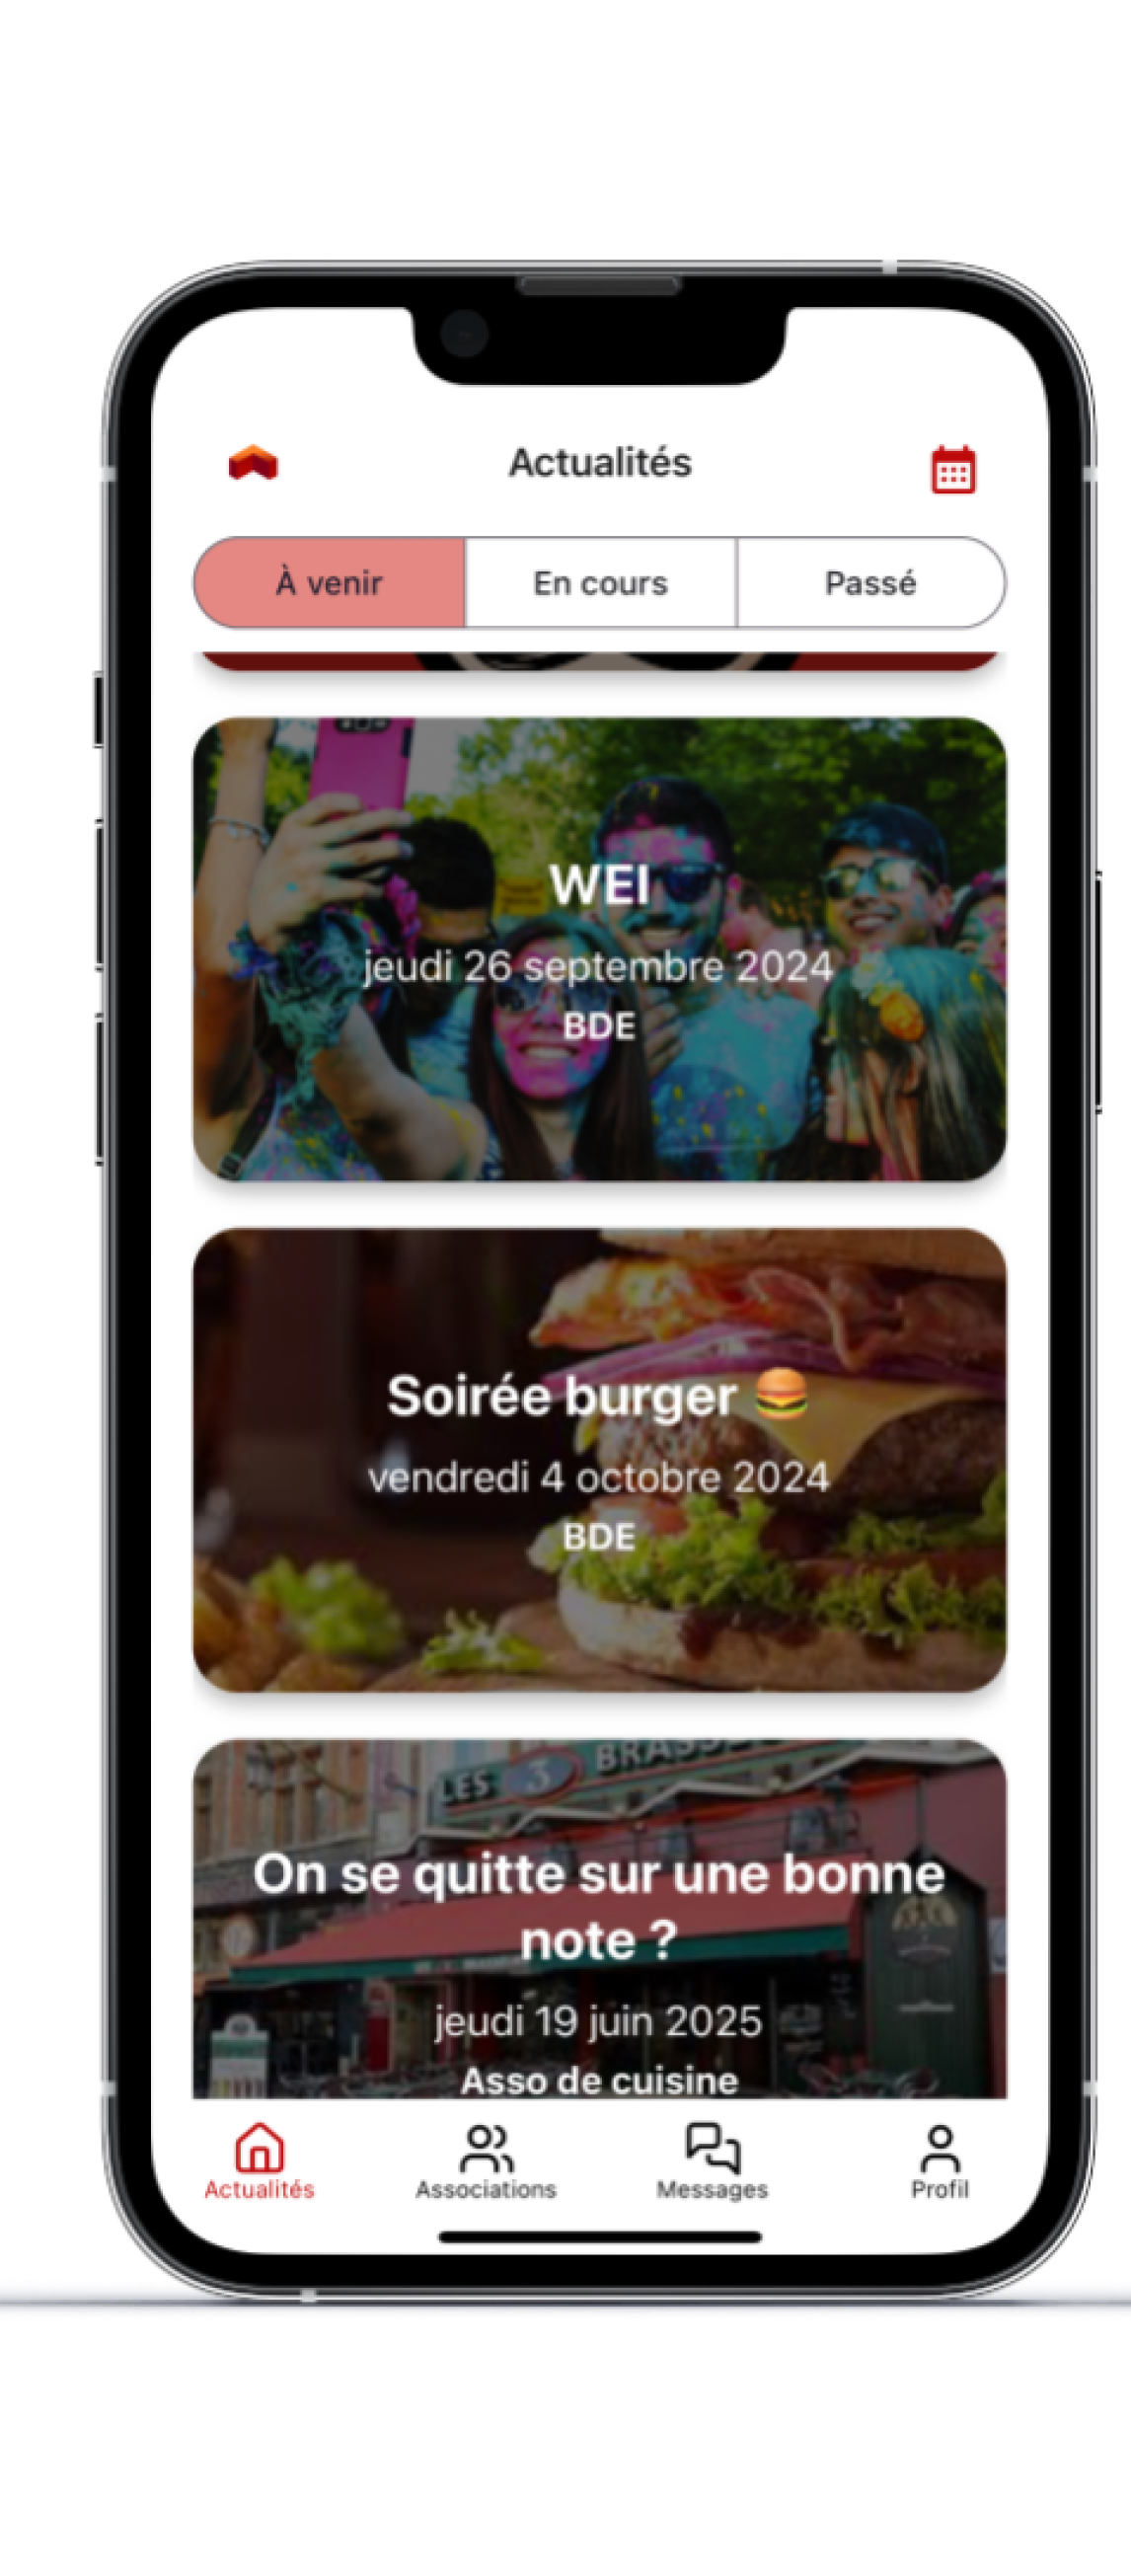 Actualités
À venir
En cours
Passé
WEI
jeudi 26 septembre 2024
BDE
Soirée burger 🍔
vendredi 4 octobre 2024
BDE
LES 3 BRASS
On se quitte sur une bonne
note ?
jeudi 19 juin 2025
Asso de cuisine
Actualités
Associations
Messages
Profil